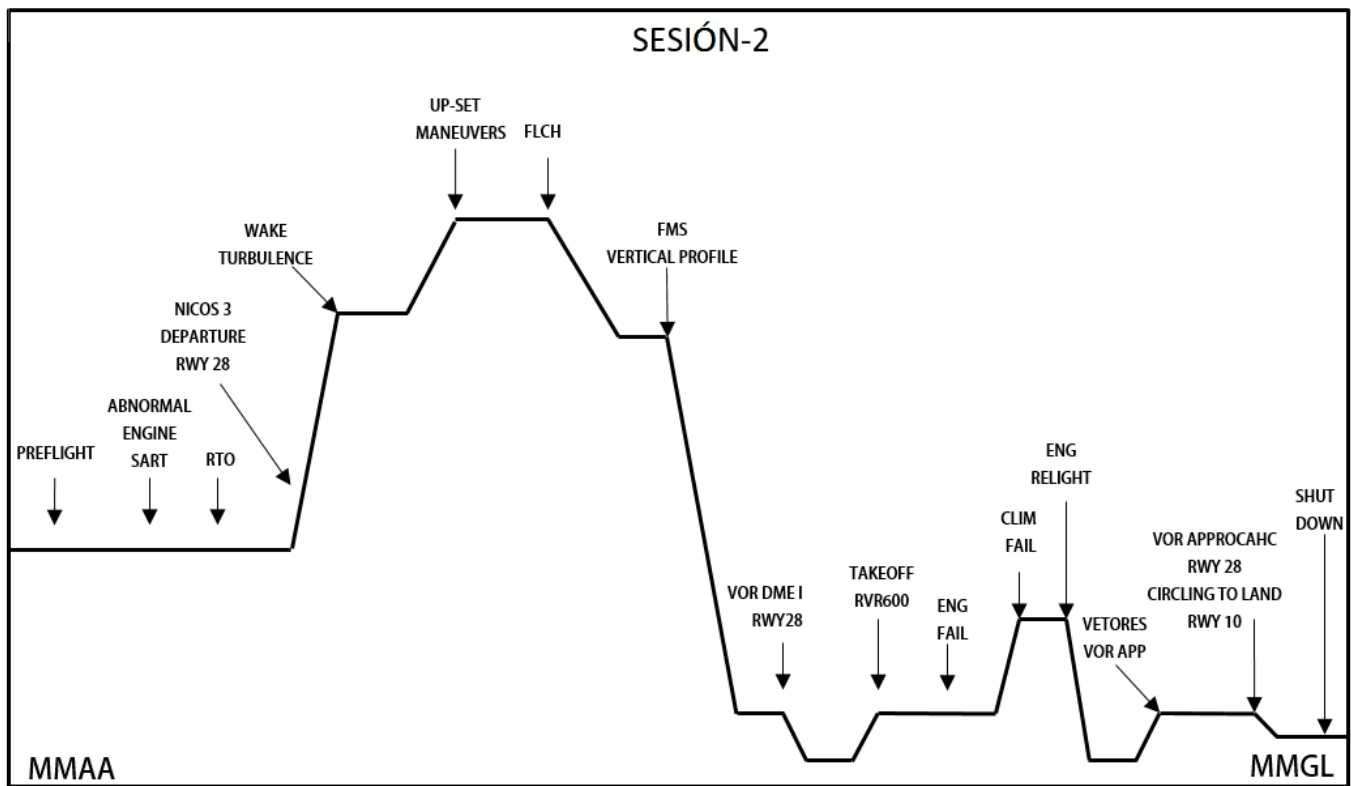 SESIÓN-2
UP-SET
MANEUVERS
FLCH
WAKE
TURBULENCE
FMS
VERTICAL PROFILE
NICOS 3
DEPARTURE
RWY 28
PREFLIGHT
ABNORMAL
ENGINE
SART
RTO
VOR DME I
RWY28
TAKEOFF
RVR600
ENG
FAIL
CLIM
FAIL
ENG
RELIGHT
VETORES
VOR APP
VOR APPROCAHC
RWY 28
CIRCLING TO LAND
RWY 10
SHUT
DOWN
MMAA
MMGL